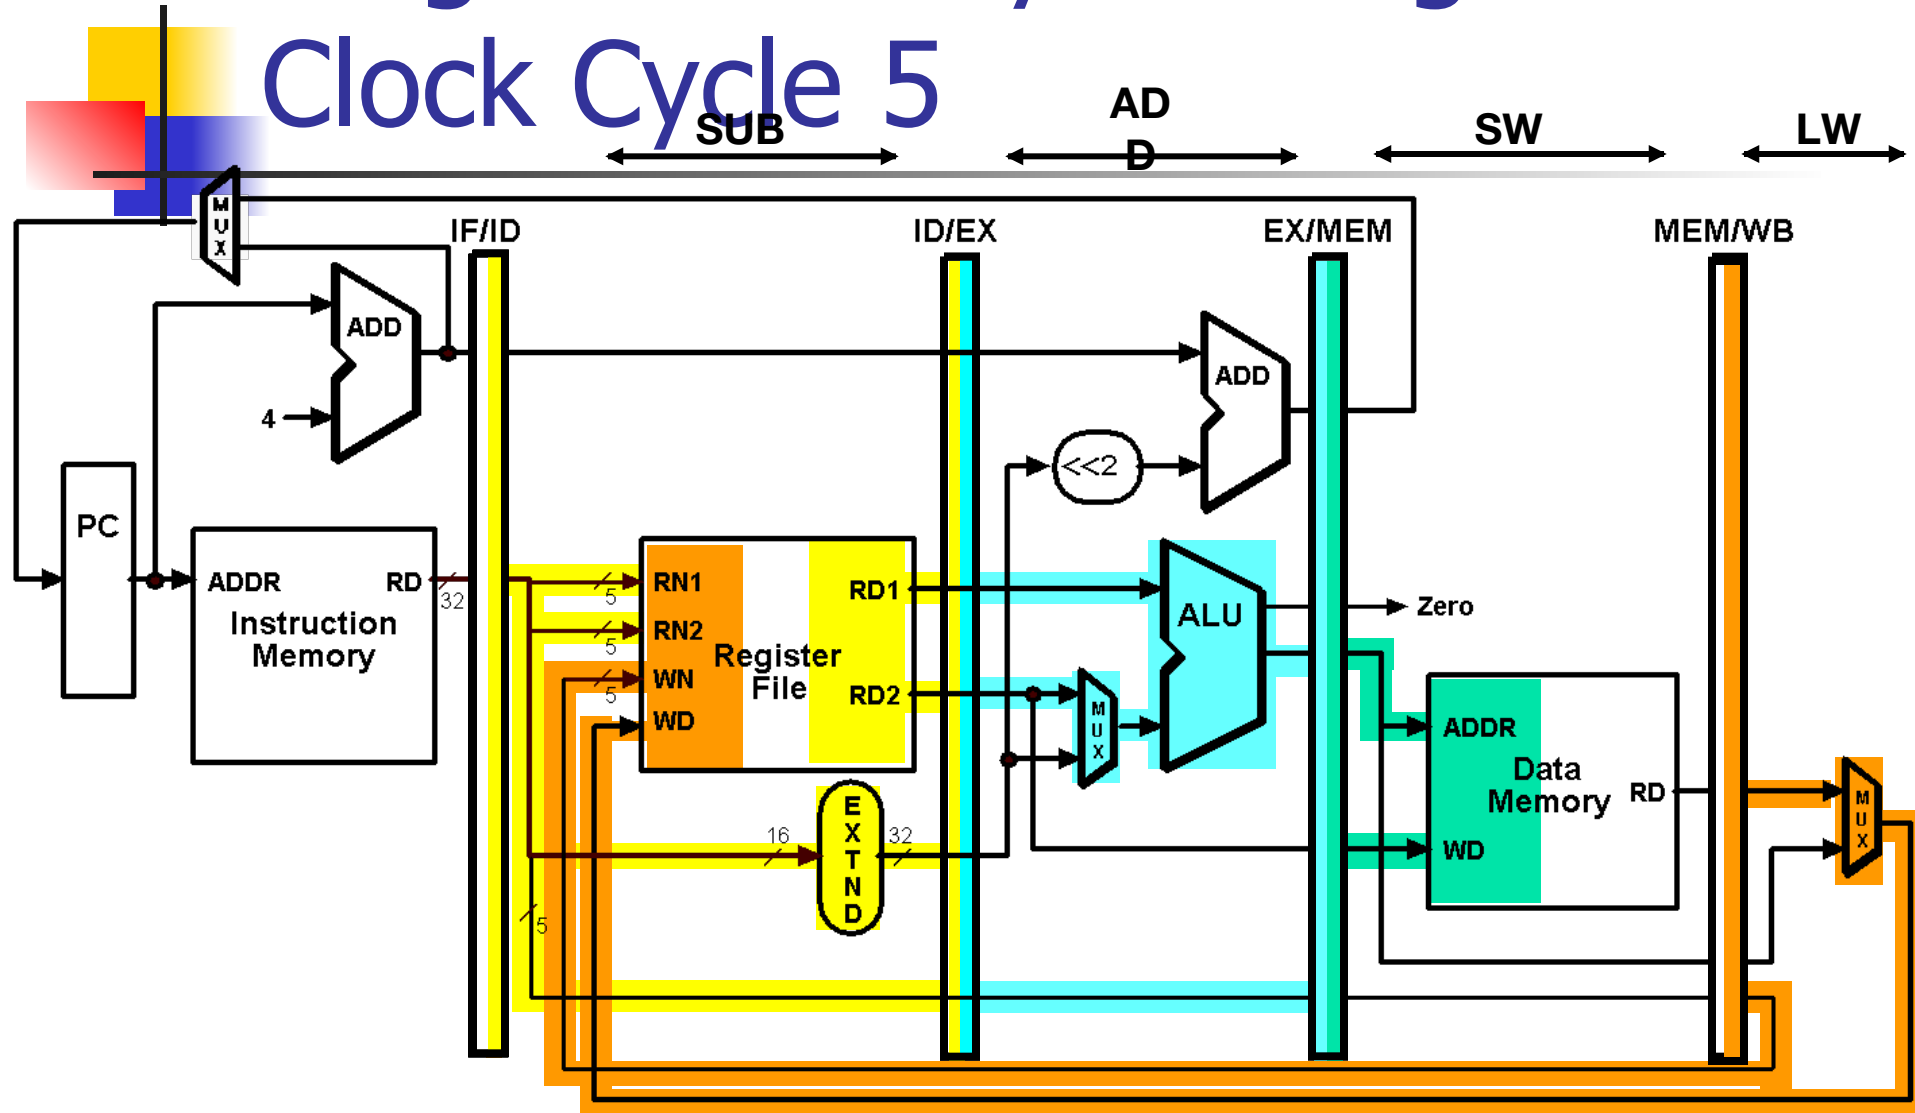 Clock Cycle 5
SUB
AD
D
SW
LW
M
U
X
IF/ID
ID/EX
EX/MEM
MEM/WB
ADD
4
ADD
<<2
PC
ADDR
RD
32
Instruction
Memory
RN1
5
RN2
5
WN
5
WD
Register
File
RD1
RD2
ALU
Zero
M
U
X
ADDR
WD
Data
Memory
RD
M
U
X
16
E
X
T
N
D
32
5